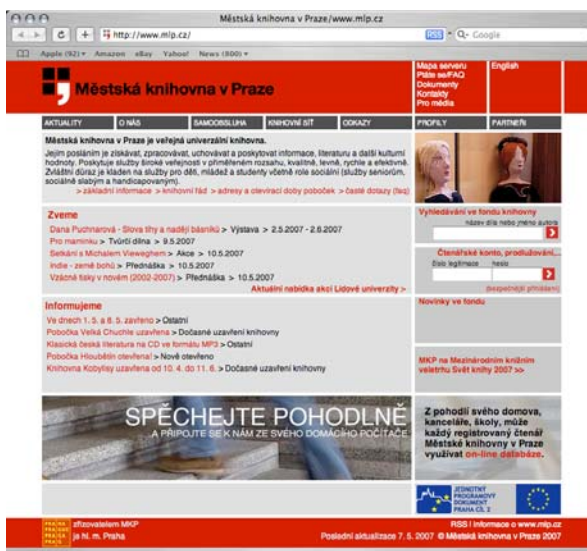 Městská knihovna v Praze/www.mlp.cz
http://www.mlp.cz/
RSS
Google
Apple (92) Amazon eBay Yahoo! News (800)
Městská knihovna v Praze
Mapa serveru
Ptáte se/FAQ
Dokumenty
Kontakty
Pro média
English
AKTUALITY O NÁS SAMOOBSLUHA KNIHOVNÍ SÍŤ ODKAZY PROFILY PARTNEŘI
Městská knihovna v Praze je veřejná univerzální knihovna.
Jejím posláním je získávat, zpracovávat, uchovávat a poskytovat informace, literaturu a další kulturní
hodnoty. Poskytuje služby široké veřejnosti v přiměřeném rozsahu, kvalitně, levně, rychle a efektivně.
Zvláštní důraz je kladen na služby pro děti, mládež a studenty včetně role sociální (služby seniorům,
sociálně slabým a handicapovaným).
> základní informace > knihovní řád > adresy a otevírací doby poboček > časté dotazy (faq)
Zveme
Dana Puchnarová - Slova tíhy a nadějí básníků > Výstava > 2.5.2007 - 2.6.2007
Pro maminku > Tvůrčí dílna > 9.5.2007
Setkání s Michalem Vieweghem > Akce > 10.5.2007
Indie - země bohů > Přednáška > 10.5.2007
Vzácné tisky v novém (2002-2007) > Přednáška > 10.5.2007
Aktuální nabídka akcí Lidové univerzity >
Informujeme
Ve dnech 1. 5. a 8. 5. zavřeno > Ostatní
Pobočka Velká Chuchle uzavřena > Dočasné uzavření knihovny
Klasická česká literatura na CD ve formátu MP3 > Ostatní
Pobočka Hloubětín otevřena! > Nově otevřeno
Knihovna Kobylisy uzavřena od 10. 4. do 11. 6. > Dočasné uzavření knihovny
Vyhledávání ve fondu knihovny
název díla nebo jméno autora
Čtenářské konto, prodlužování,...
číslo legitimace heslo
(bezpečnější přihlášení)
Novinky ve fondu
MKP na Mezinárodním knižním
veletrhu Svět knihy 2007 >>
SPĚCHEJTE POHODLNĚ
A PŘIPOJTE SE K NÁM ZE SVÉHO DOMÁCÍHO POČÍTAČE
Z pohodlí svého domova,
kanceláře, školy, může
každý registrovaný čtenář
Městské knihovny v Praze
využívat on-line databáze.
JEDNOTNÝ
PROGRAMOVÝ
DOKUMENT
PRAHA CÍL 2
PRA|HA
PRA|GUE
PRA|GA
PRA|G
zřizovatelem MKP
je hl. m. Praha
RSS | Informace o www.mlp.cz
Poslední aktualizace 7. 5. 2007 © Městská knihovna v Praze 2007